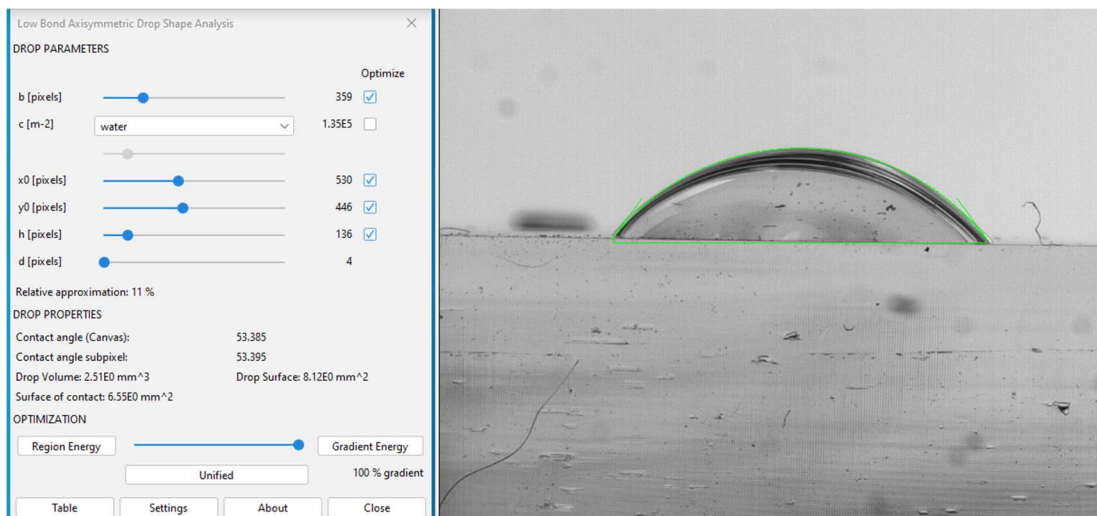 Low Bond Axisymmetric Drop Shape Analysis
DROP PARAMETERS
Optimize
b [pixels] 359
c [m-2] water 1.35E5
x0 [pixels] 530
y0 [pixels] 446
h [pixels] 136
d [pixels] 4
Relative approximation: 11 %
DROP PROPERTIES
Contact angle (Canvas): 53.385
Contact angle subpixel: 53.395
Drop Volume: 2.51E0 mm^3 Drop Surface: 8.12E0 mm^2
Surface of contact: 6.55E0 mm^2
OPTIMIZATION
Region Energy Gradient Energy
Unified 100 % gradient
Table Settings About Close